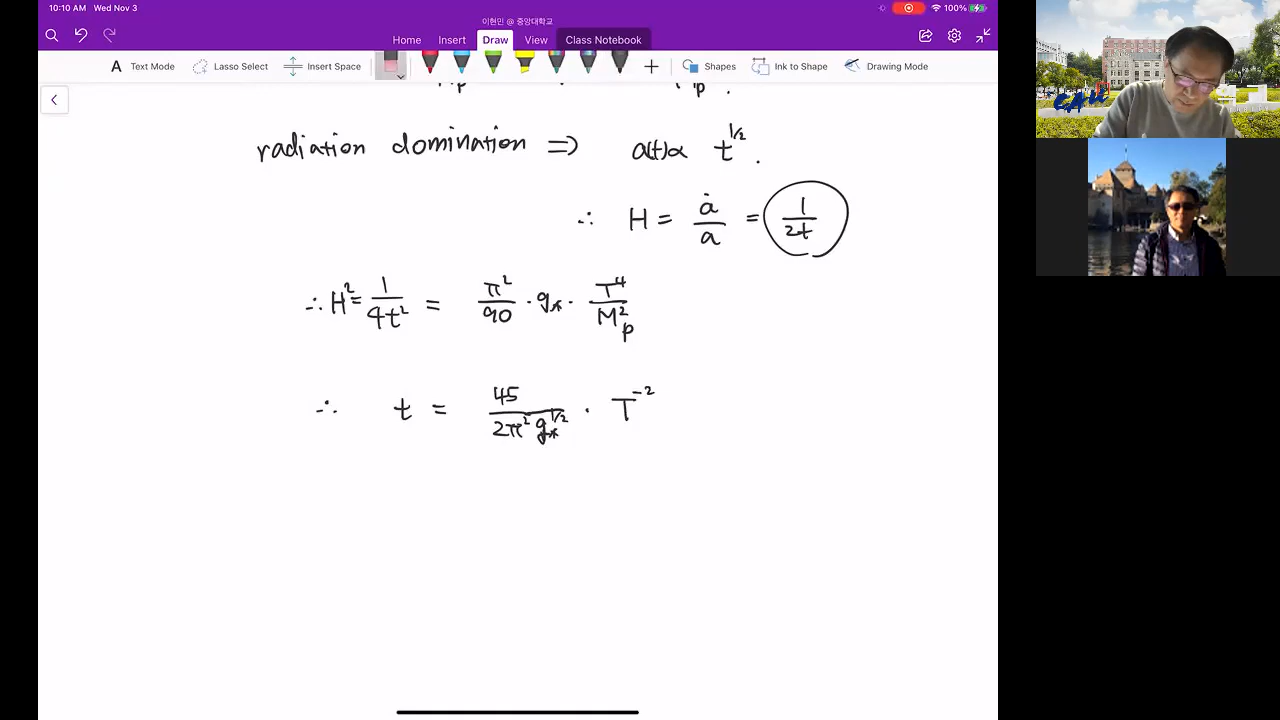 10:10 AM Wed Nov 3
100%
이현민 @ 중앙대학교
Home Insert Draw View Class Notebook
Text Mode Lasso Select Insert Space Shapes Ink to Shape Drawing Mode
radiation domination ⇒ a(t)∝ t^{1/2}.
∴ H = ȧ/a = 1/2t
∴ H² = 1/4t² = π²/90 · g* · T⁴/M_p²
∴ t = 45/2π² g*^{1/2} · T⁻²
CAU